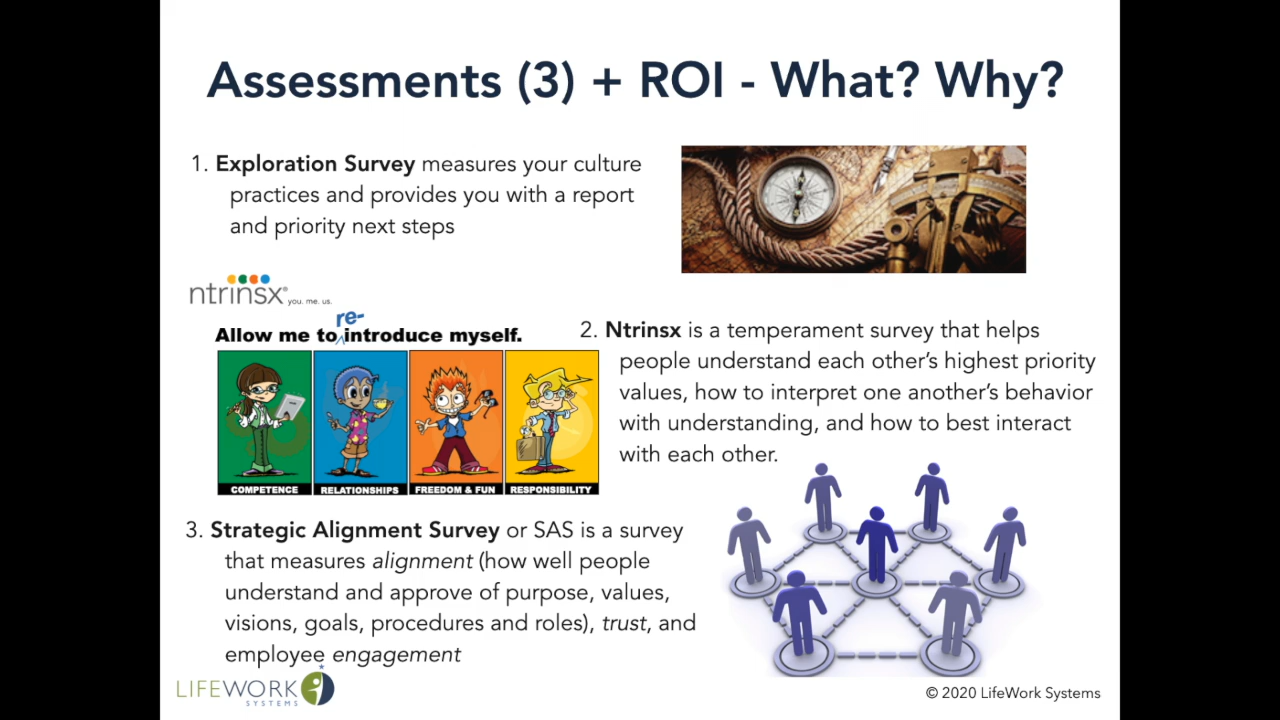 Assessments (3) + ROI - What? Why?
1. Exploration Survey measures your culture
practices and provides you with a report
and priority next steps
ntrinsx® you. me. us.
re-
Allow me to introduce myself.
COMPETENCE
RELATIONSHIPS
FREEDOM & FUN
RESPONSIBILITY
2. Ntrinsx is a temperament survey that helps
people understand each other's highest priority
values, how to interpret one another's behavior
with understanding, and how to best interact
with each other.
3. Strategic Alignment Survey or SAS is a survey
that measures alignment (how well people
understand and approve of purpose, values,
visions, goals, procedures and roles), trust, and
employee engagement
LIFEWORK
SYSTEMS
© 2020 LifeWork Systems